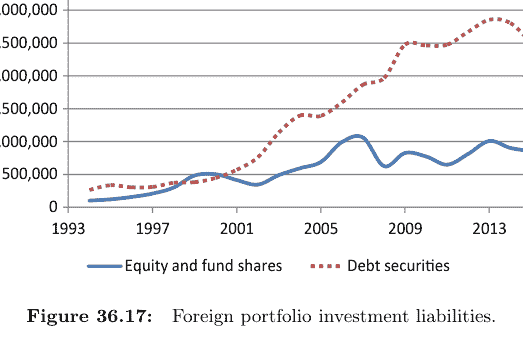 ,000,000
,500,000
,000,000
,500,000
,000,000
500,000
0
1993 1997 2001 2005 2009 2013
Equity and fund shares Debt securities
Figure 36.17: Foreign portfolio investment liabilities.